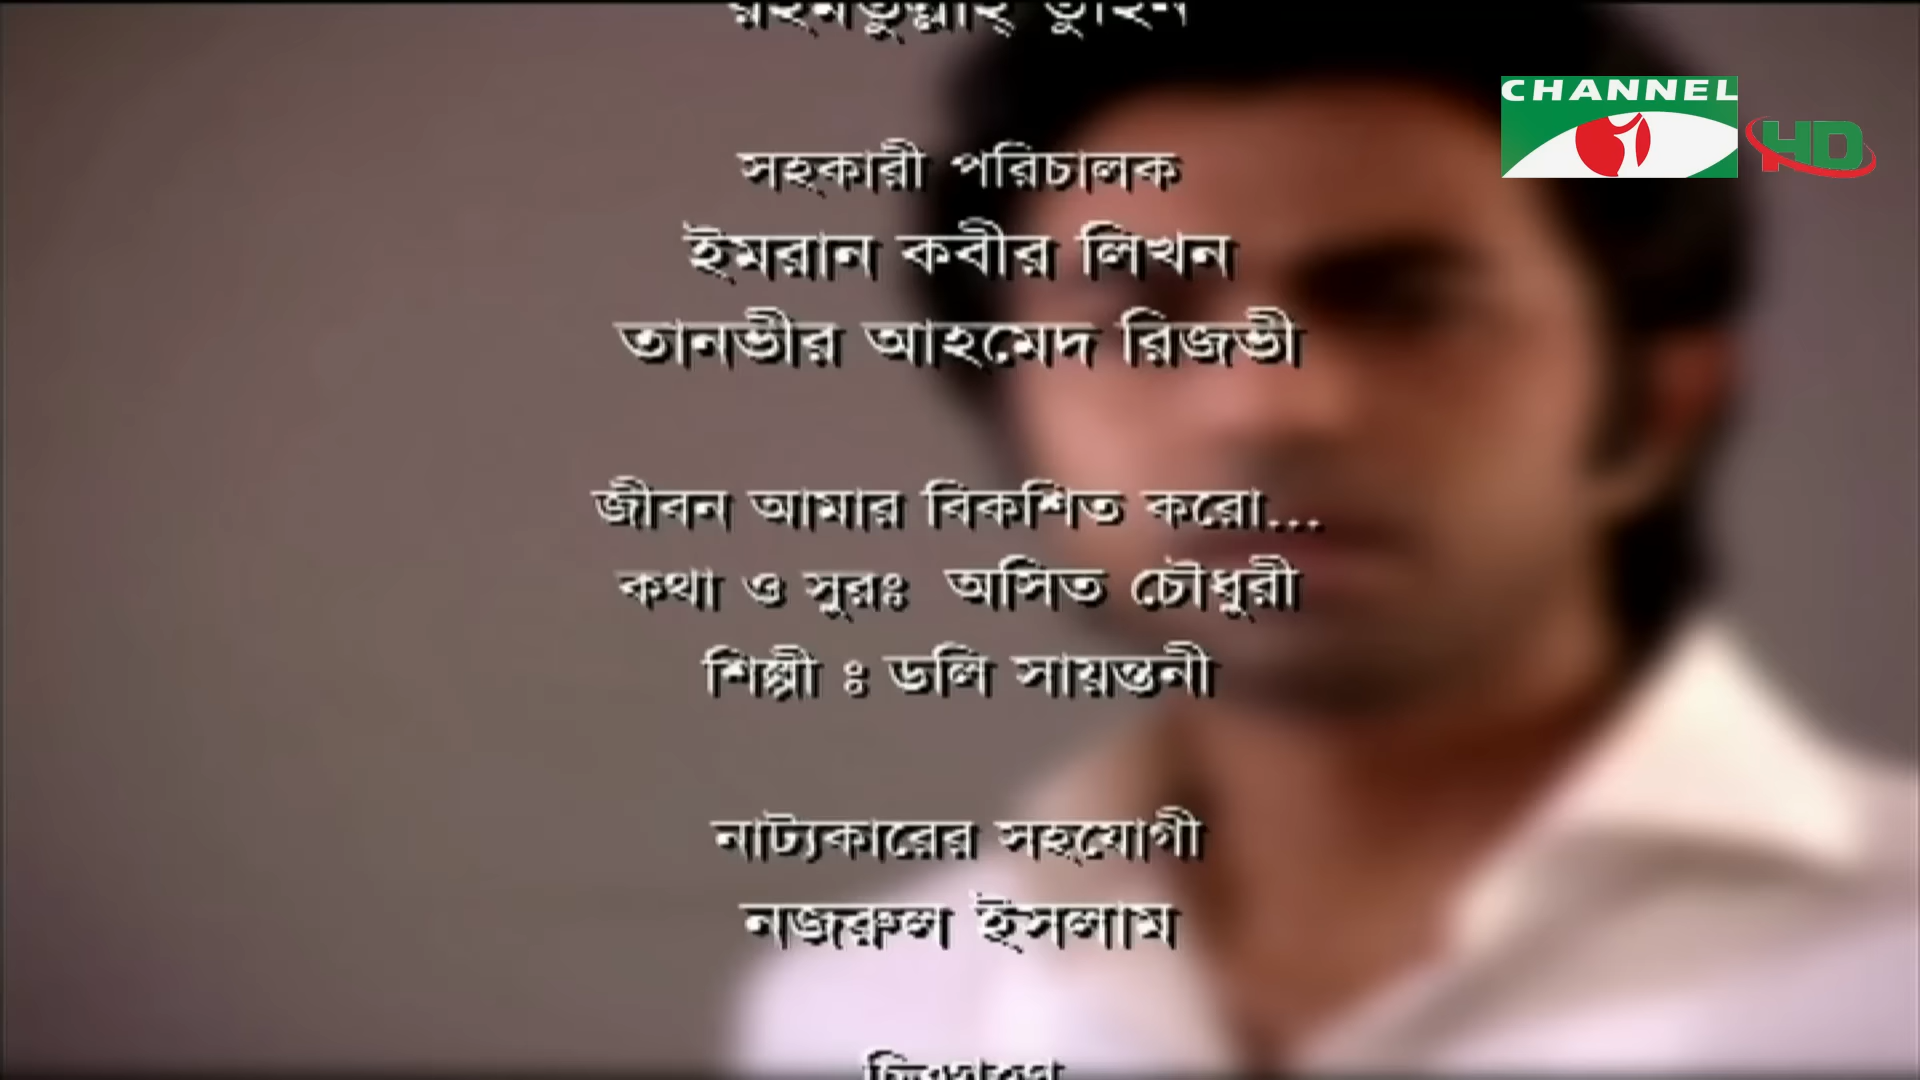 রহমতুল্লাহ্ তুহিন
CHANNEL i HD
সহকারী পরিচালক
ইমরান কবীর লিখন
তানভীর আহমেদ রিজভী
জীবন আমার বিকশিত করো...
কথা ও সুরঃ অসিত চৌধুরী
শিল্পী ঃ ডলি সায়ন্তনী
নাট্যকারের সহযোগী
নজরুল ইসলাম